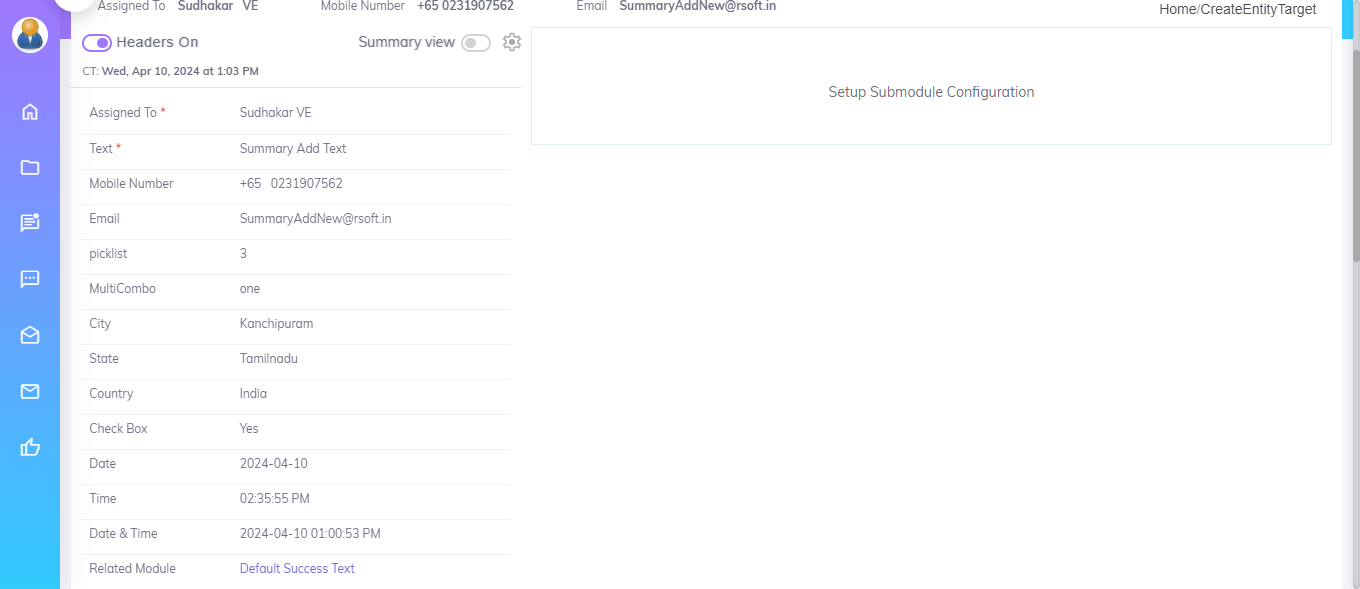 Assigned To Sudhakar VE Mobile Number +65 0231907562 Email SummaryAddNew@rsoft.in Home/CreateEntityTarget
Headers On Summary view
CT: Wed, Apr 10, 2024 at 1:03 PM
Setup Submodule Configuration
Assigned To * Sudhakar VE
Text * Summary Add Text
Mobile Number +65 0231907562
Email SummaryAddNew@rsoft.in
picklist 3
MultiCombo one
City Kanchipuram
State Tamilnadu
Country India
Check Box Yes
Date 2024-04-10
Time 02:35:55 PM
Date & Time 2024-04-10 01:00:53 PM
Related Module Default Success Text